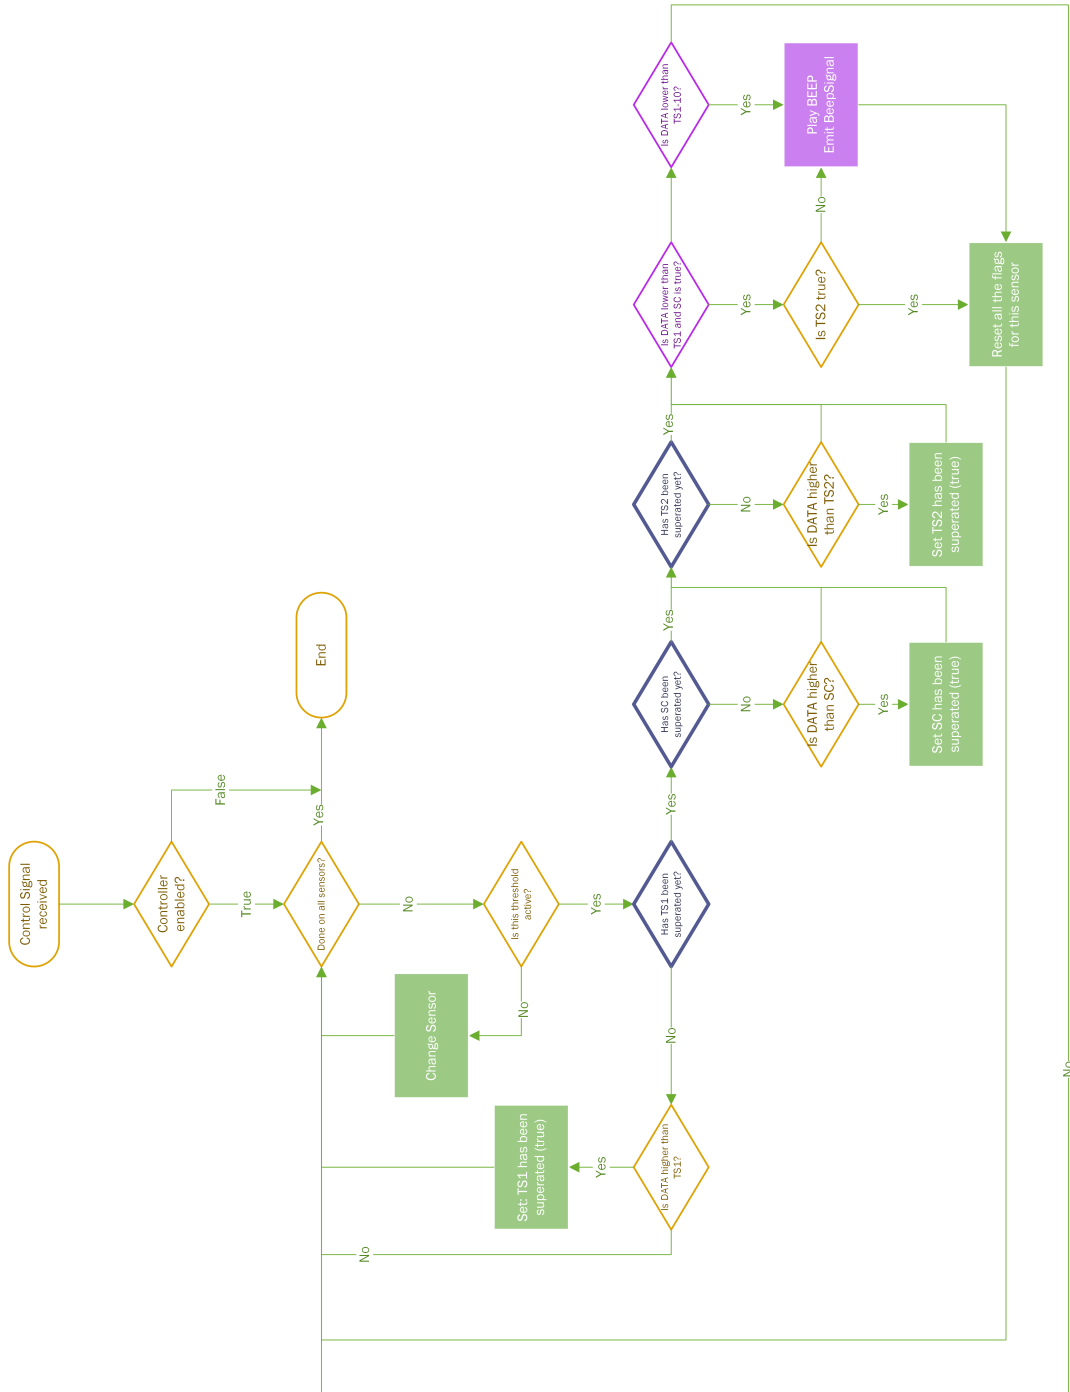 Control Signal
received
Controller
enabled?
False
True
Done on all sensors?
Yes
End
No
Is this threshold
active?
No
Change Sensor
Yes
Has TS1 been
superated yet?
No
Is DATA higher than
TS1?
Yes
Set: TS1 has been
superated (true)
No
Yes
Has SC been
superated yet?
No
Is DATA higher
than SC?
Yes
Set SC has been
superated (true)
Yes
Has TS2 been
superated yet?
No
Is DATA higher
than TS2?
Yes
Set TS2 has been
superated (true)
Yes
Is DATA lower than
TS1 and SC is true?
Yes
Is TS2 true?
Yes
Reset all the flags
for this sensor
No
Is DATA lower than
TS1-10?
Yes
Play BEEP
Emit BeepSignal
No